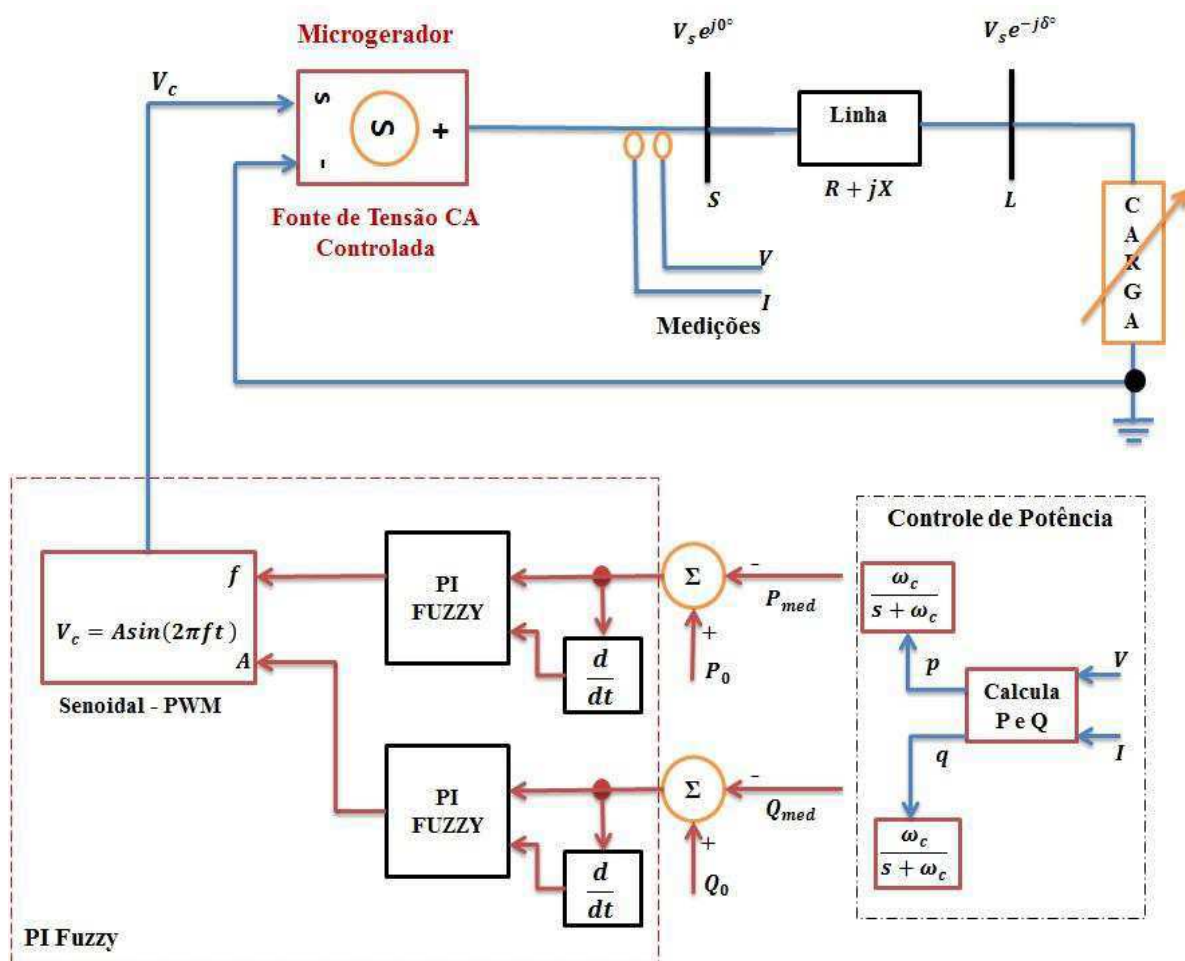 V_s e^{j0°}
V_s e^{-jδ°}
Microgerador
V_c
s
-
S
+
Linha
R + jX
S
L
Fonte de Tensão CA
Controlada
V
I
Medições
C
A
R
G
A
Controle de Potência
f
V_c = Asin(2πft)
A
Senoidal - PWM
PI
FUZZY
d
dt
Σ
-
P_med
+
P_0
ω_c
s + ω_c
p
Calcula
P e Q
V
I
q
PI
FUZZY
d
dt
Σ
-
Q_med
+
Q_0
ω_c
s + ω_c
PI Fuzzy